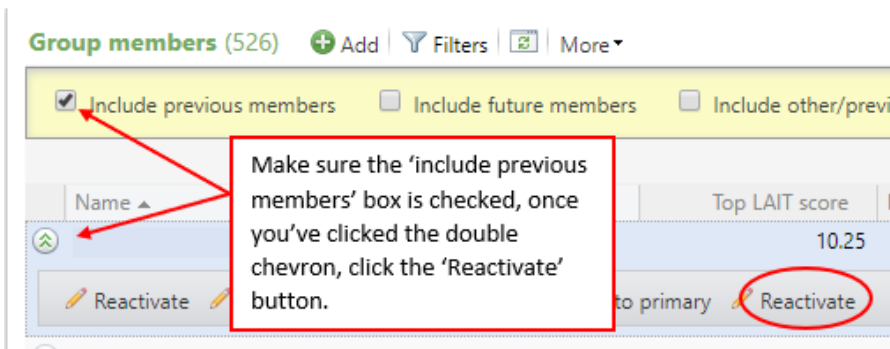 Group members (526) Add Filters More
Include previous members Include future members Include other/previ
Make sure the ‘include previous
members’ box is checked, once
you’ve clicked the double
chevron, click the ‘Reactivate’
button.
Name Top LAIT score
10.25
Reactivate to primary Reactivate